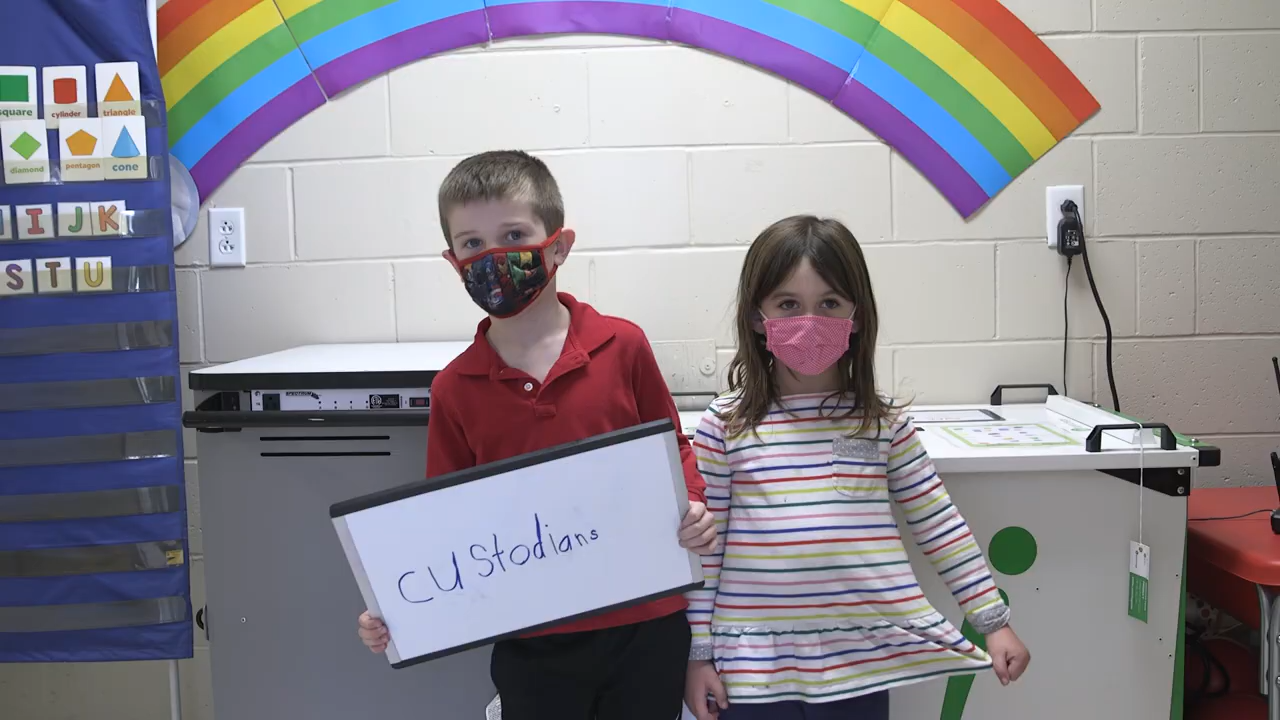 square cylinder triangle
diamond pentagon cone
I J K
S T U
custodians